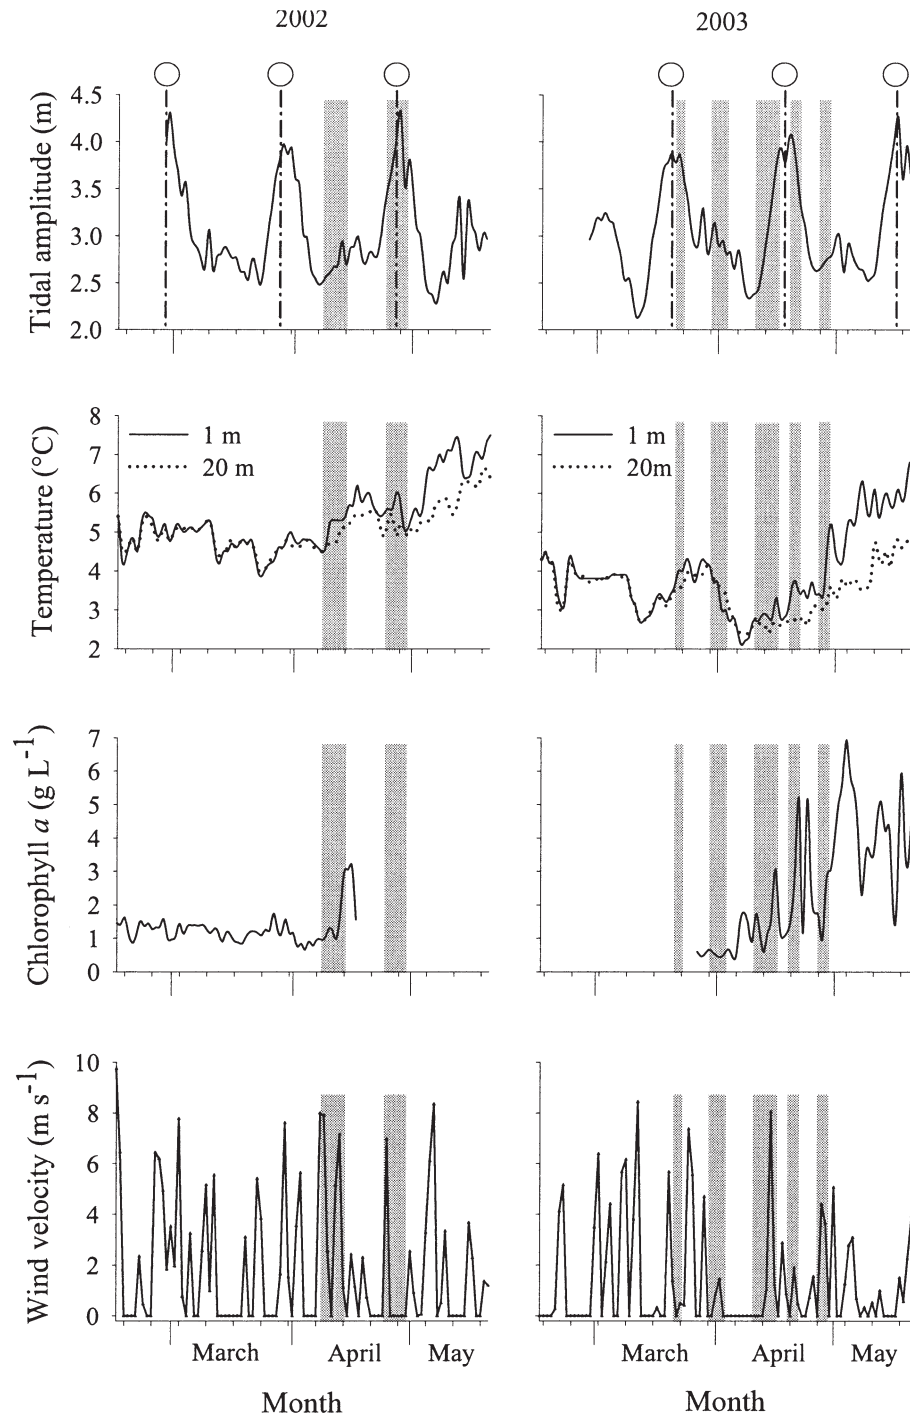 2002
2003
Tidal amplitude (m)
4.5
4.0
3.5
3.0
2.5
2.0
Temperature (°C)
8
7
6
5
4
3
2
1 m
20 m
1 m
20m
Chlorophyll a (g L⁻¹)
7
6
5
4
3
2
1
0
Wind velocity (m s⁻¹)
10
8
6
4
2
0
March April May
March April May
Month
Month